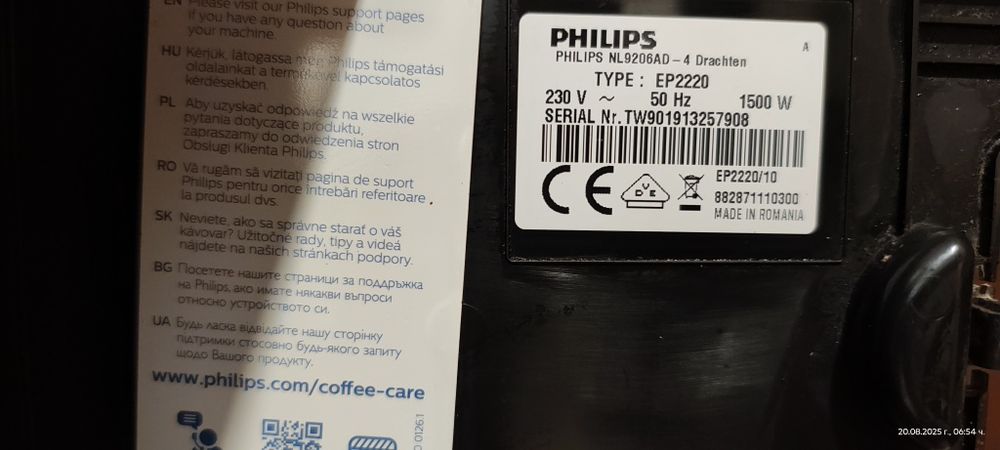 EN Please visit our Philips support pages
if you have any question about
your machine.
HU Kérjük, látogassa meg Philips támogatási
oldalainkat a termékével kapcsolatos
kérdésekben.
PL Aby uzyskać odpowiedź na wszelkie
pytania dotyczące produktu,
zapraszamy do odwiedzenia stron
Obsługi Klienta Philips.
RO Vă rugăm să vizitați pagina de suport
Philips pentru orice întrebări referitoare
la produsul dvs.
SK Neviete, ako sa správne starať o váš
kávovar? Užitočné rady, tipy a videá
nájdete na našich stránkach podpory.
BG Посетете нашите страници за поддръжка
на Philips, ако имате някакви въпроси
относно устройството си.
UA Будь ласка відвідайте нашу сторінку
підтримки стосовно будь-якого запиту
щодо Вашого продукту.
www.philips.com/coffee-care
PHILIPS
A
PHILIPS NL9206AD – 4 Drachten
TYPE : EP2220
230 V ~ 50 Hz 1500 W
SERIAL Nr. TW901913257908
CE
VDE
EP2220/10
882871110300
MADE IN ROMANIA
20.08.2025 г., 06:54 ч.